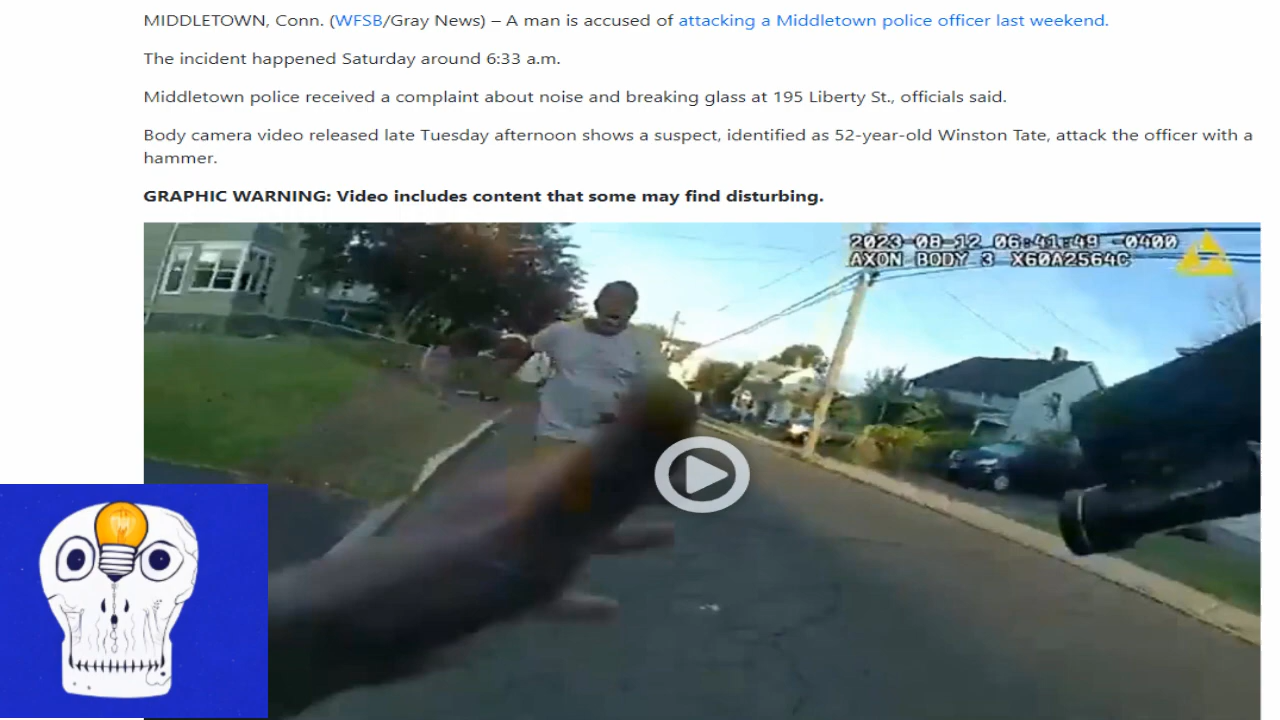 MIDDLETOWN, Conn. (WFSB/Gray News) – A man is accused of attacking a Middletown police officer last weekend.
The incident happened Saturday around 6:33 a.m.
Middletown police received a complaint about noise and breaking glass at 195 Liberty St., officials said.
Body camera video released late Tuesday afternoon shows a suspect, identified as 52-year-old Winston Tate, attack the officer with a
hammer.
GRAPHIC WARNING: Video includes content that some may find disturbing.
2023-08-12 06:41:49 -0400
AXON BODY 3 X60A2564C